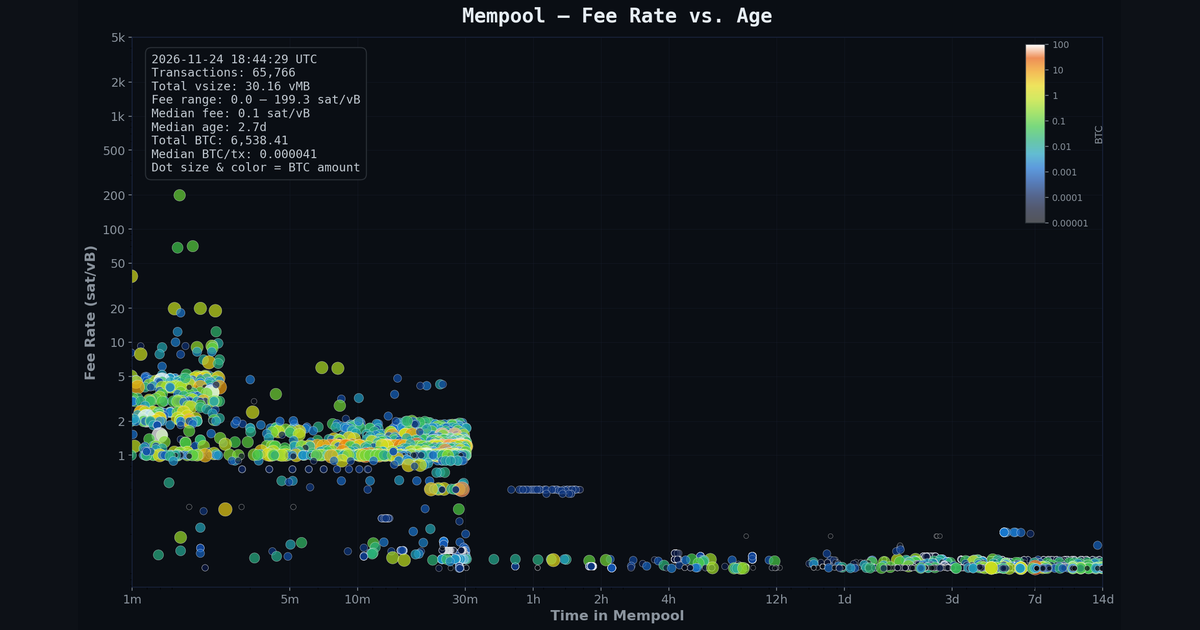 Mempool — Fee Rate vs. Age
2026-11-24 18:44:29 UTC
Transactions: 65,766
Total vsize: 30.16 vMB
Fee range: 0.0 — 199.3 sat/vB
Median fee: 0.1 sat/vB
Median age: 2.7d
Total BTC: 6,538.41
Median BTC/tx: 0.000041
Dot size & color = BTC amount
100
10
1
0.1
0.01
0.001
0.0001
0.00001
BTC
5k
2k
1k
500
200
100
50
20
10
5
2
1
Fee Rate (sat/vB)
1m
5m
10m
30m
1h
2h
4h
12h
1d
3d
7d
14d
Time in Mempool